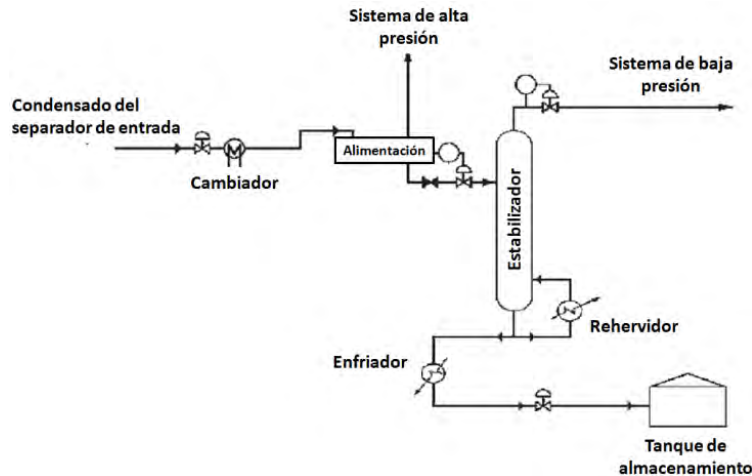 Sistema de alta
presión
Sistema de baja
presión
Condensado del
separador de entrada
Alimentación
Cambiador
Estabilizador
Rehervidor
Enfriador
Tanque de
almacenamiento